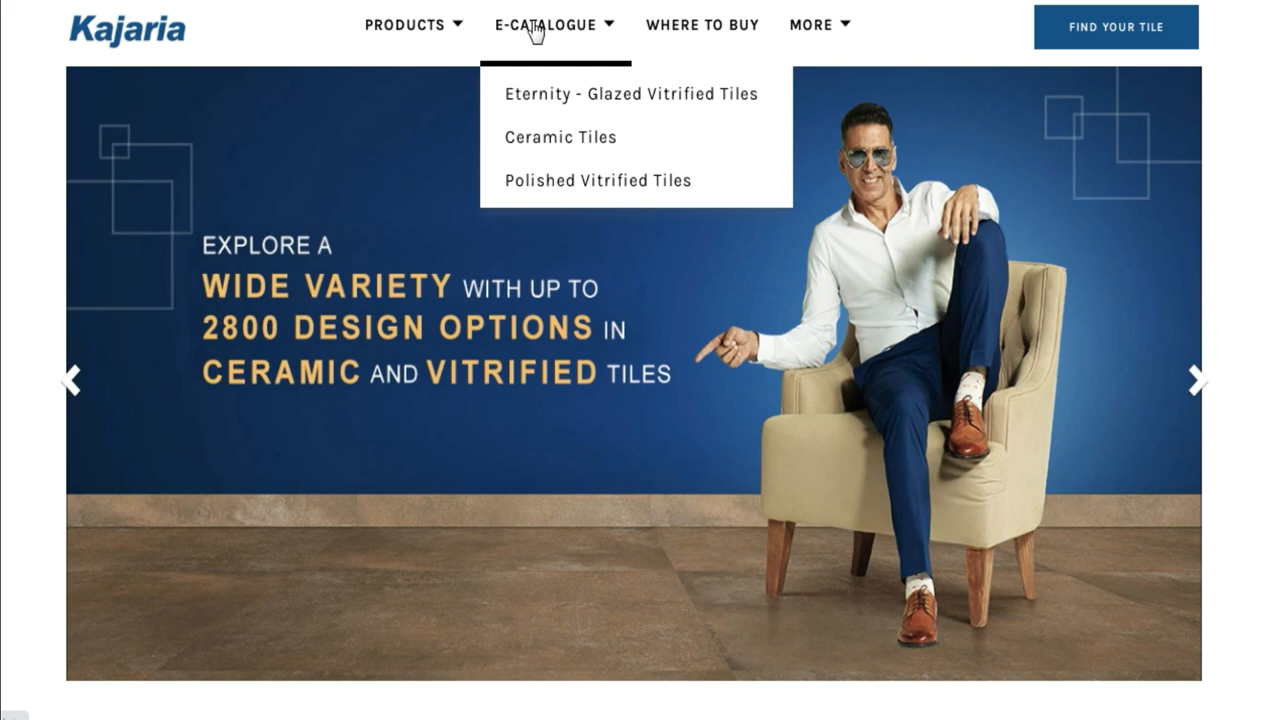 Kajaria
PRODUCTS E-CATALOGUE WHERE TO BUY MORE
FIND YOUR TILE
Eternity - Glazed Vitrified Tiles
Ceramic Tiles
Polished Vitrified Tiles
EXPLORE A
WIDE VARIETY WITH UP TO
2800 DESIGN OPTIONS IN
CERAMIC AND VITRIFIED TILES